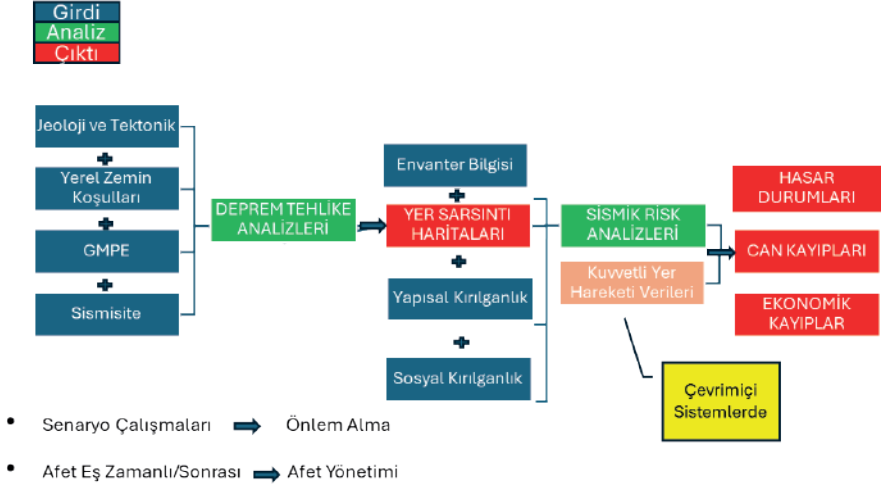 Girdi
Analiz
Çıktı
Jeoloji ve Tektonik
Yerel Zemin
Koşulları
GMPE
Sismisite
DEPREM TEHLİKE
ANALİZLERİ
Envanter Bilgisi
YER SARSINTI
HARİTALARI
Yapısal Kırılganlık
Sosyal Kırılganlık
SİSMİK RİSK
ANALİZLERİ
Kuvvetli Yer
Hareketi Verileri
HASAR
DURUMLARI
CAN KAYIPLARI
EKONOMİK
KAYIPLAR
Çevrimiçi
Sistemlerde
• Senaryo Çalışmaları Önlem Alma
• Afet Eş Zamanlı/Sonrası Afet Yönetimi